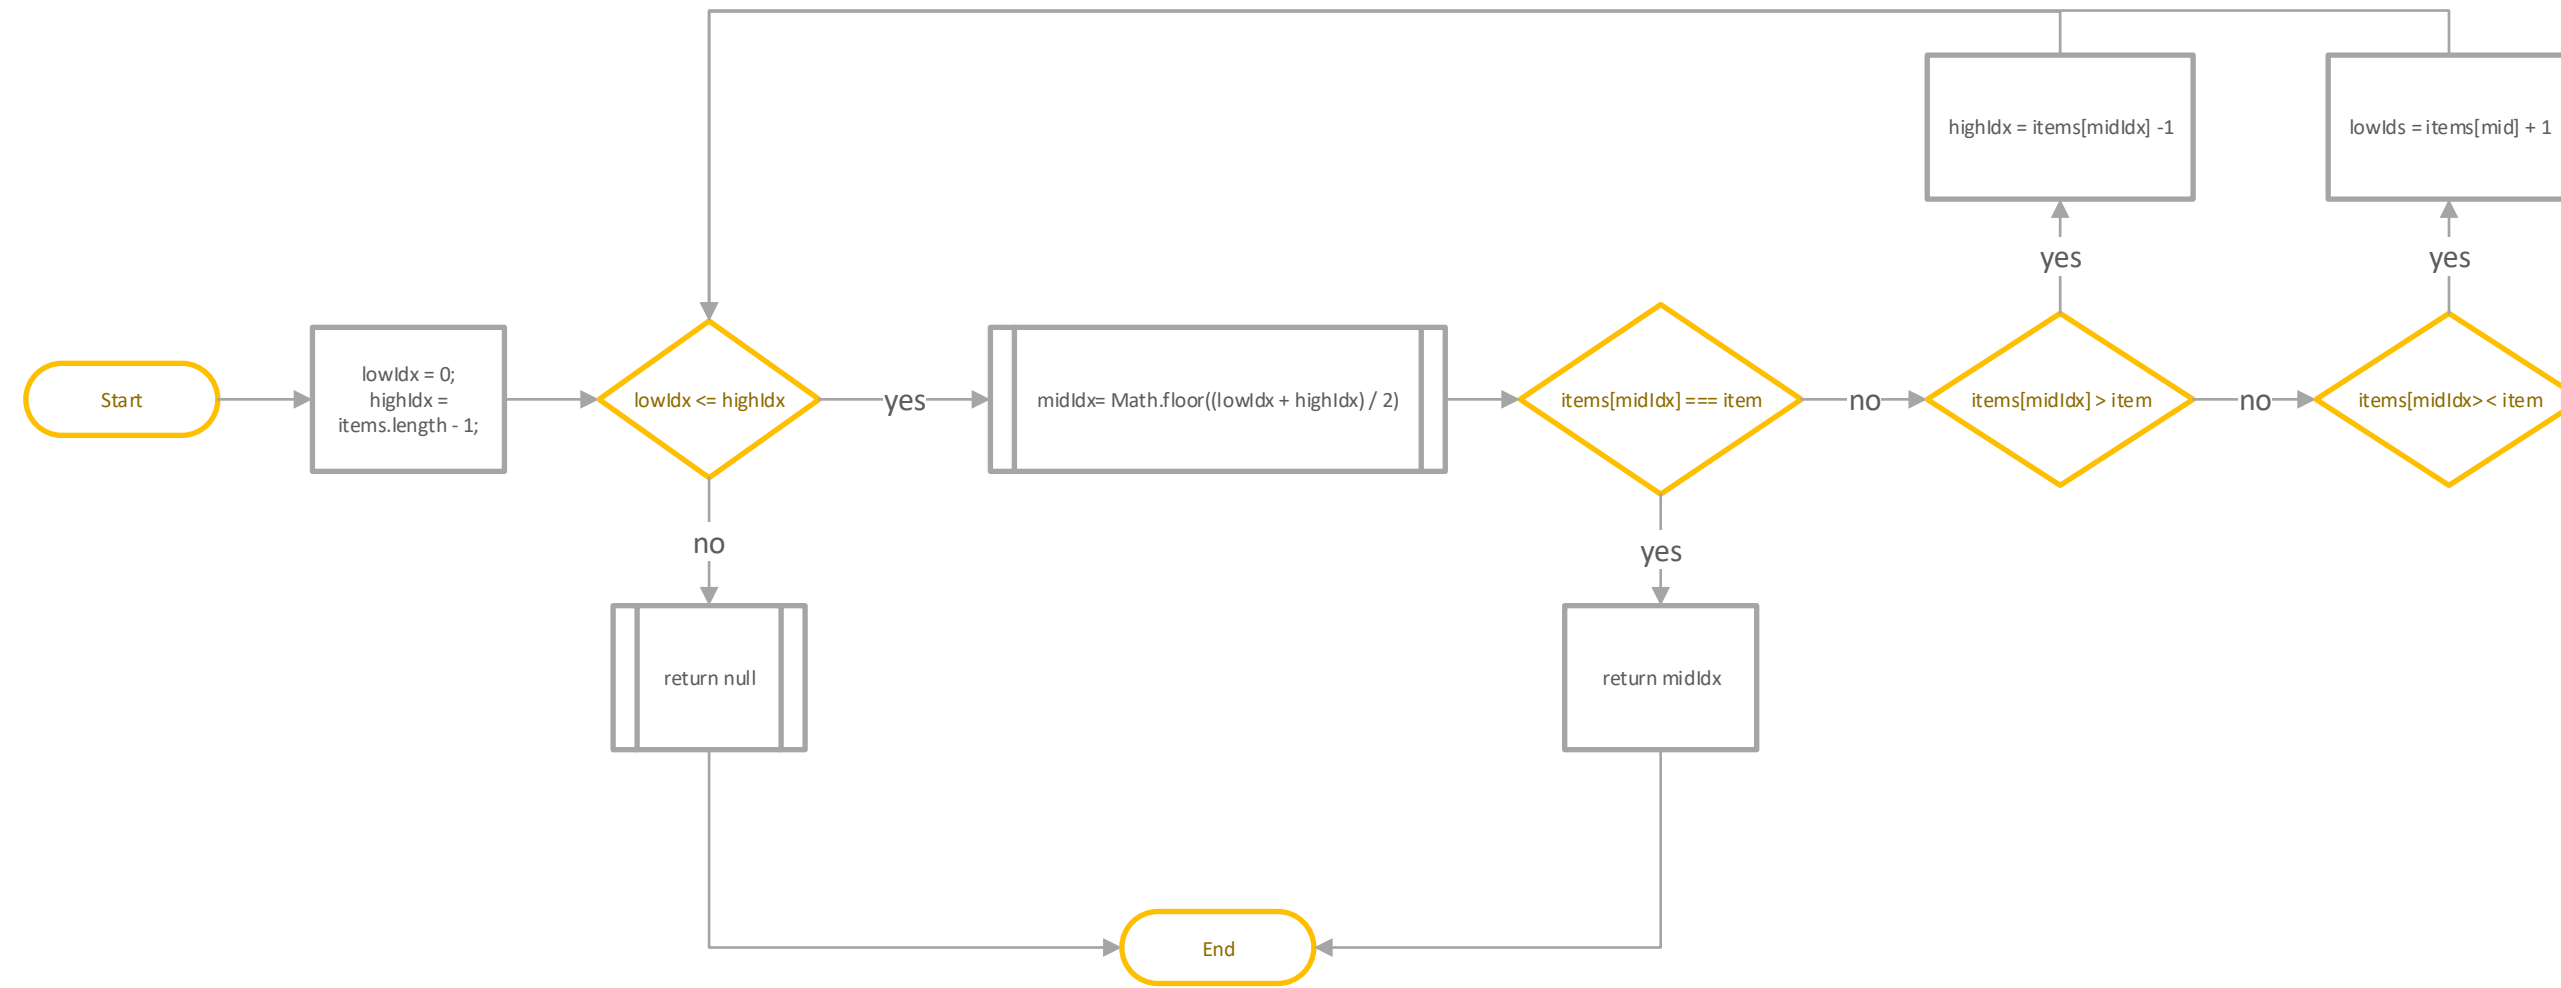 highIdx = items[midIdx] -1
lowIds = items[mid] + 1
yes
yes
Start
lowIdx = 0;
highIdx =
items.length - 1;
lowIdx <= highIdx
yes
midIdx= Math.floor((lowIdx + highIdx) / 2)
items[midIdx] === item
no
items[midIdx] > item
no
items[midIdx>< item
no
yes
return null
return midIdx
End